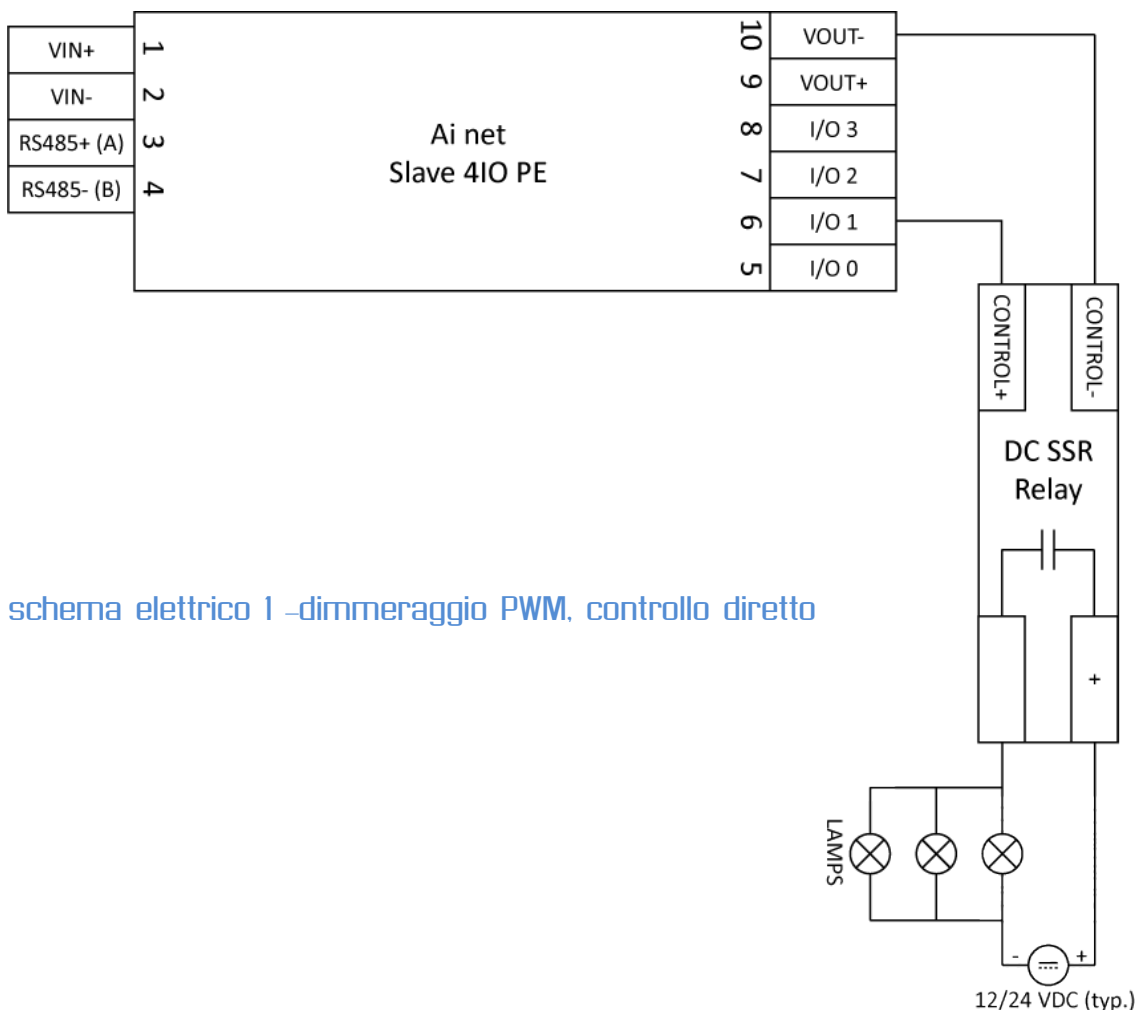 VIN+
VIN-
RS485+ (A)
RS485- (B)
1
2
3
4
Ai net
Slave 4IO PE
10
9
8
7
6
5
VOUT-
VOUT+
I/O 3
I/O 2
I/O 1
I/O 0
CONTROL+
CONTROL-
DC SSR
Relay
schema elettrico 1 -dimmeraggio PWM, controllo diretto
+
LAMPS
- +
12/24 VDC (typ.)